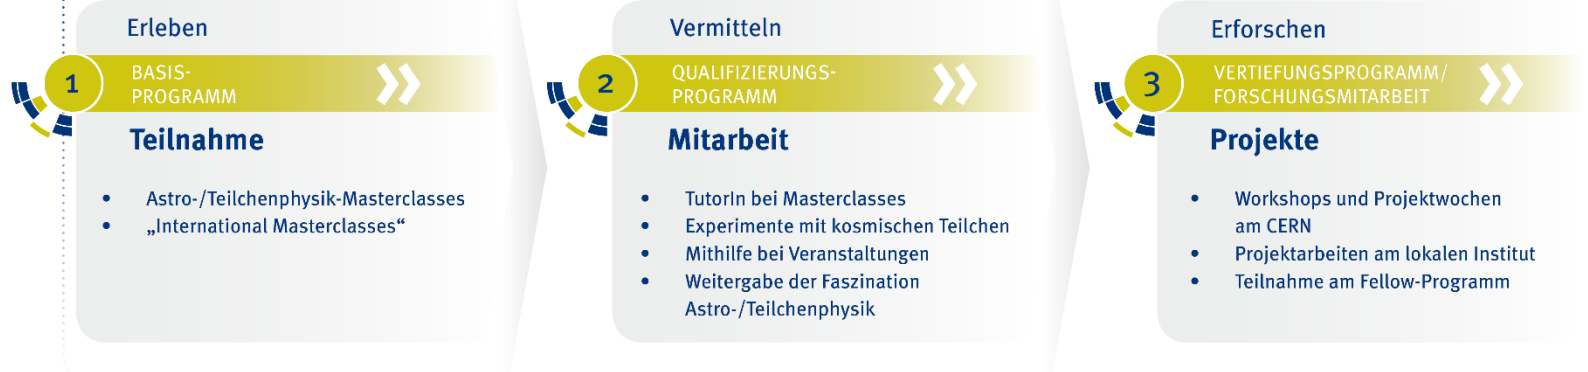 Erleben
1
BASIS-
PROGRAMM
Teilnahme
• Astro-/Teilchenphysik-Masterclasses
• „International Masterclasses“
Vermitteln
2
QUALIFIZIERUNGS-
PROGRAMM
Mitarbeit
• TutorIn bei Masterclasses
• Experimente mit kosmischen Teilchen
• Mithilfe bei Veranstaltungen
• Weitergabe der Faszination
Astro-/Teilchenphysik
Erforschen
3
VERTIEFUNGSPROGRAMM/
FORSCHUNGSMITARBEIT
Projekte
• Workshops und Projektwochen
am CERN
• Projektarbeiten am lokalen Institut
• Teilnahme am Fellow-Programm